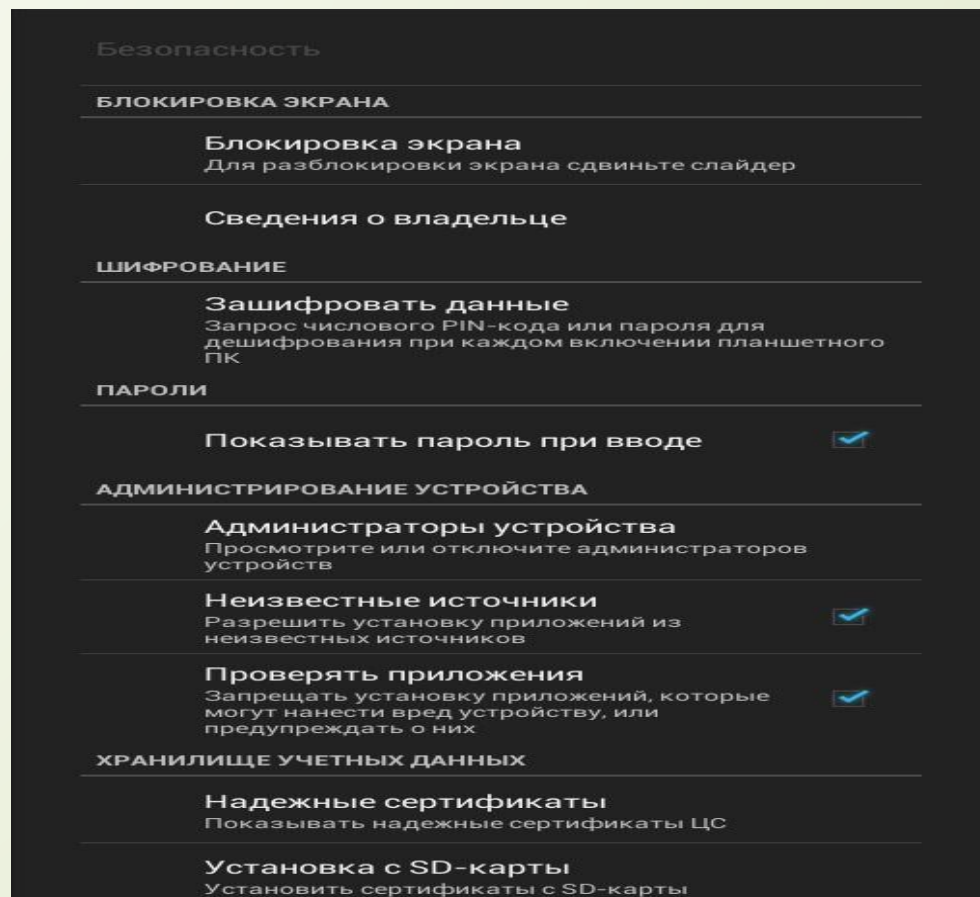 Безопасность
БЛОКИРОВКА ЭКРАНА
Блокировка экрана
Для разблокировки экрана сдвиньте слайдер
Сведения о владельце
ШИФРОВАНИЕ
Зашифровать данные
Запрос числового PIN-кода или пароля для
дешифрования при каждом включении планшетного
ПК
ПАРОЛИ
Показывать пароль при вводе
АДМИНИСТРИРОВАНИЕ УСТРОЙСТВА
Администраторы устройства
Просмотрите или отключите администраторов
устройств
Неизвестные источники
Разрешить установку приложений из
неизвестных источников
Проверять приложения
Запрещать установку приложений, которые
могут нанести вред устройству, или
предупреждать о них
ХРАНИЛИЩЕ УЧЕТНЫХ ДАННЫХ
Надежные сертификаты
Показывать надежные сертификаты ЦС
Установка с SD-карты
Установить сертификаты с SD-карты